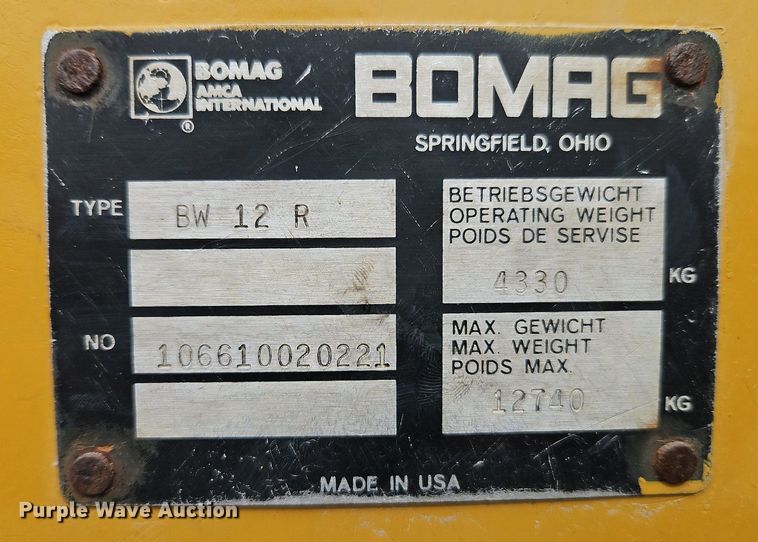 BOMAG
AMCA
INTERNATIONAL
®
BOMAG
SPRINGFIELD, OHIO
TYPE BW 12 R
BETRIEBSGEWICHT
OPERATING WEIGHT
POIDS DE SERVISE
4330 KG
NO 106610020221
MAX. GEWICHT
MAX. WEIGHT
POIDS MAX.
12740 KG
MADE IN USA
Purple Wave Auction